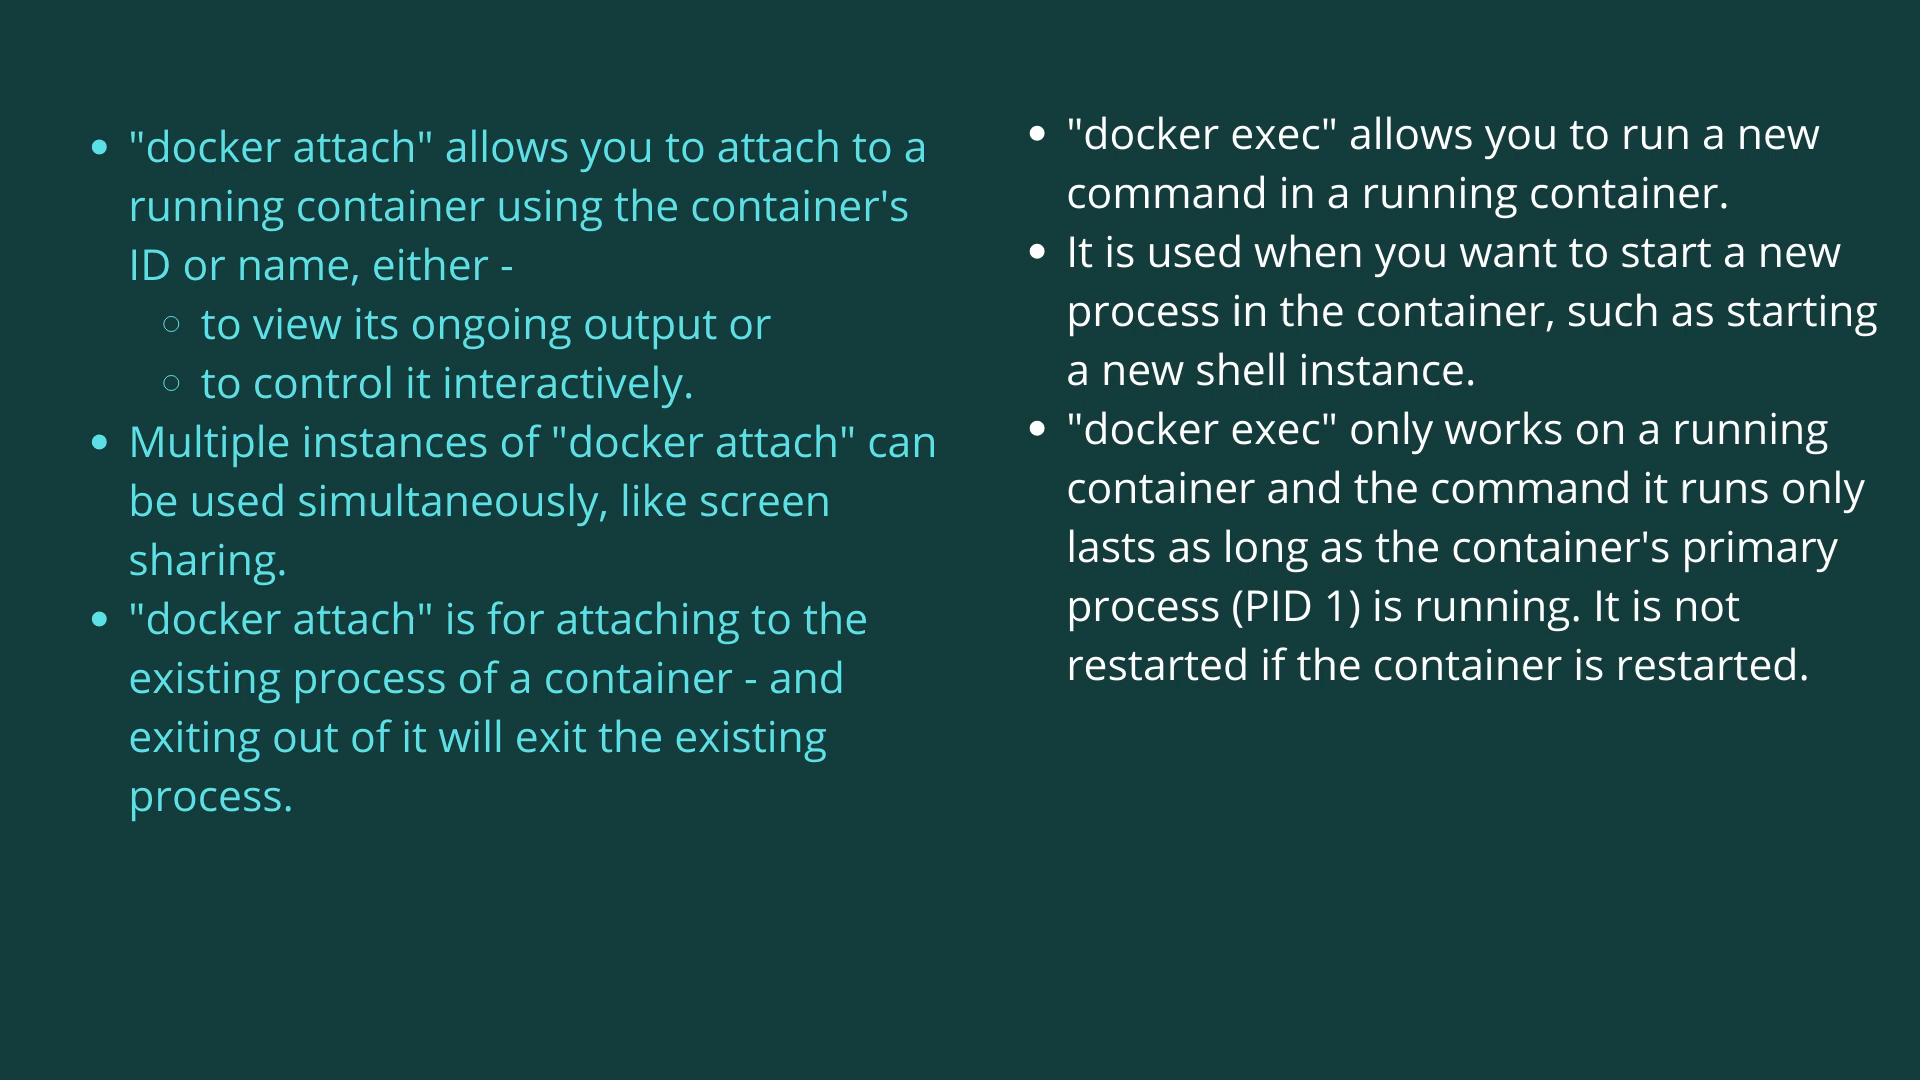 "docker attach" allows you to attach to a
running container using the container's
ID or name, either -
to view its ongoing output or
to control it interactively.
Multiple instances of "docker attach" can
be used simultaneously, like screen
sharing.
"docker attach" is for attaching to the
existing process of a container - and
exiting out of it will exit the existing
process.
"docker exec" allows you to run a new
command in a running container.
It is used when you want to start a new
process in the container, such as starting
a new shell instance.
"docker exec" only works on a running
container and the command it runs only
lasts as long as the container's primary
process (PID 1) is running. It is not
restarted if the container is restarted.